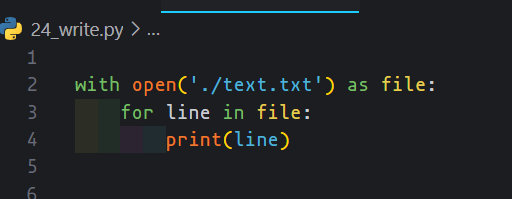 24_write.py > ...
1
2 with open('./text.txt') as file:
3     for line in file:
4         print(line)
5
6